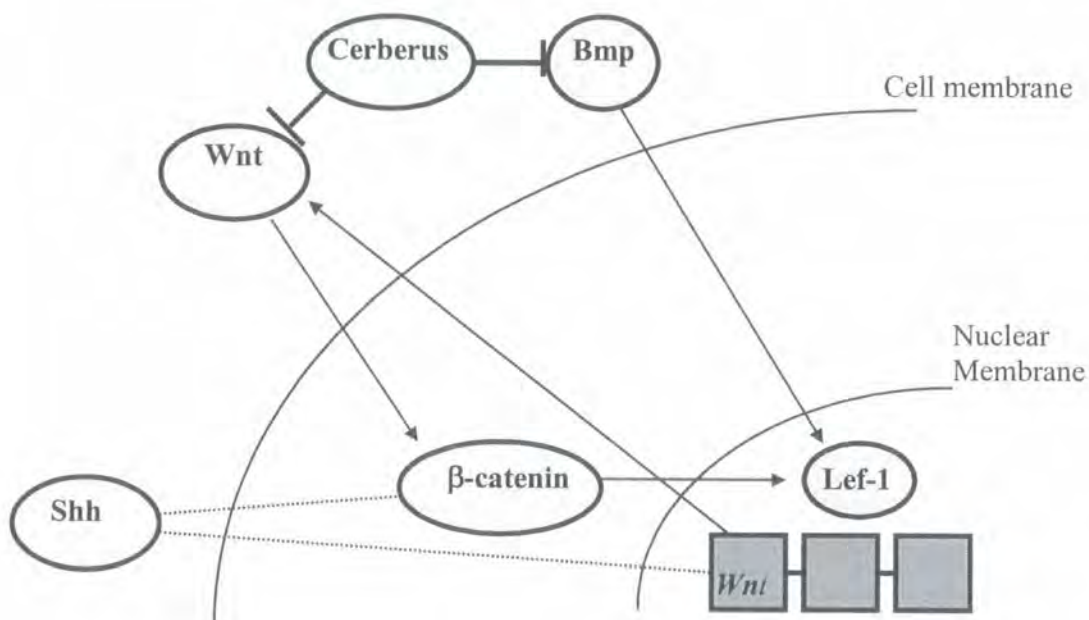 Cerberus
Bmp
Cell membrane
Wnt
Nuclear
Membrane
β-catenin
Lef-1
Shh
Wnt